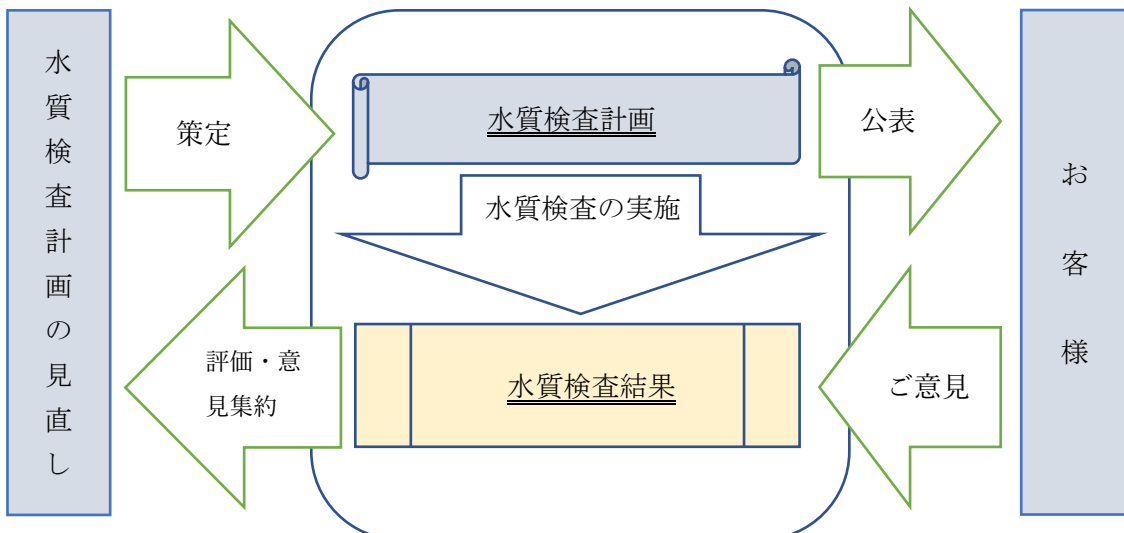 水質検査計画の見直し
策定
水質検査計画
公表
水質検査の実施
お客様
評価・意
見集約
水質検査結果
ご意見